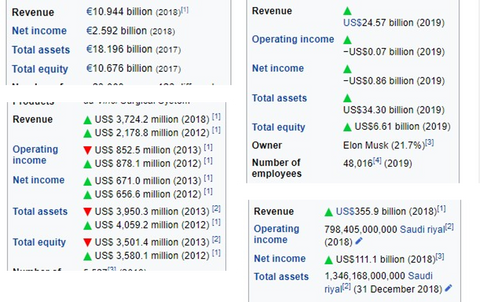 Revenue €10.944 billion (2018)[1]
Net income €2.592 billion (2018)
Total assets €18.196 billion (2017)
Total equity €10.676 billion (2017)
Revenue ▲
US$24.57 billion (2019)
Operating income ▲
−US$0.07 billion (2019)
Net income ▲
−US$0.86 billion (2019)
Total assets ▲
US$34.30 billion (2019)
Total equity ▲ US$6.61 billion (2019)
Owner Elon Musk (21.7%)[3]
Number of employees 48,016[4] (2019)
Products
Revenue ▲ US$ 3,724.2 million (2018) [1]
▲ US$ 2,178.8 million (2012) [1]
Operating income ▼ US$ 852.5 million (2013) [1]
▲ US$ 878.1 million (2012) [1]
Net income ▲ US$ 671.0 million (2013) [1]
▲ US$ 656.6 million (2012) [1]
Total assets ▼ US$ 3,950.3 million (2013) [2]
▲ US$ 4,059.2 million (2012) [1]
Total equity ▼ US$ 3,501.4 million (2013) [2]
▲ US$ 3,580.1 million (2012) [1]
Revenue ▲ US$355.9 billion (2018)[1]
Operating income 798,405,000,000 Saudi riyal[2]
(2018)
Net income ▲ US$111.1 billion (2018)[3]
Total assets 1,346,168,000,000 Saudi
riyal[2] (31 December 2018)